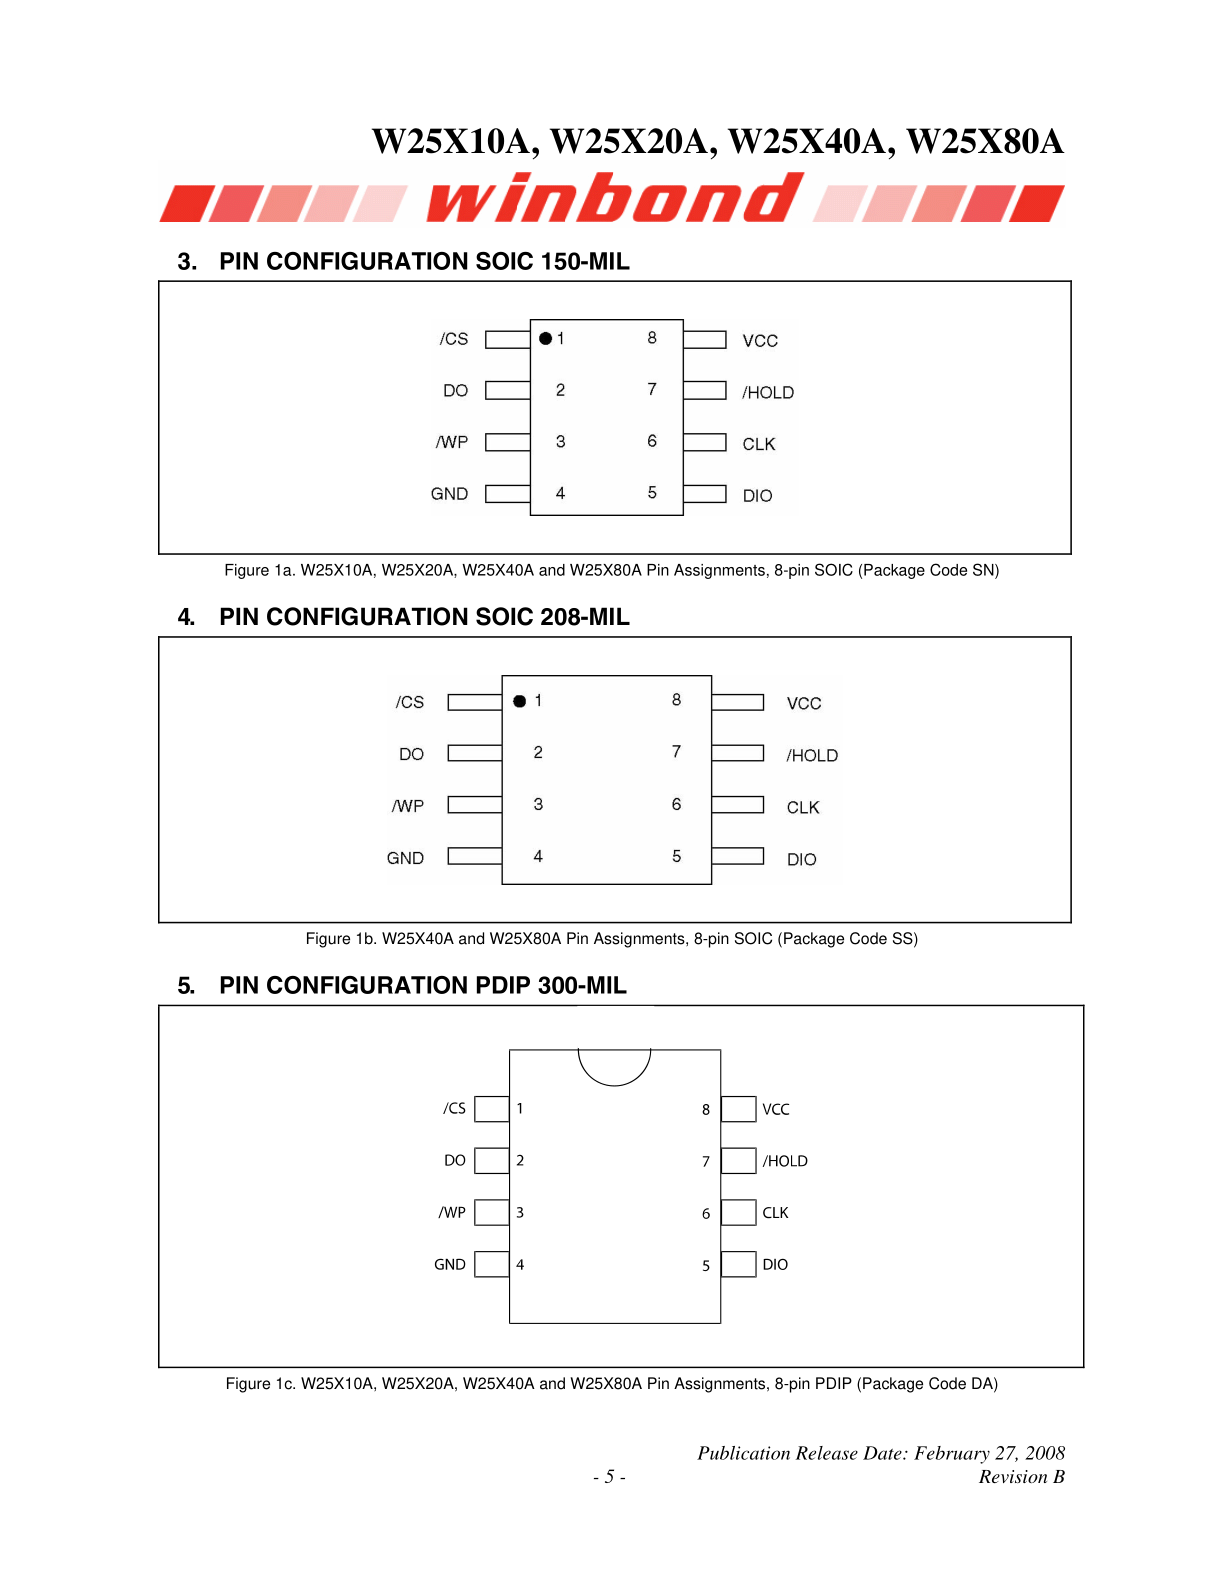 W25X10A, W25X20A, W25X40A, W25X80A
winbond
3. PIN CONFIGURATION SOIC 150-MIL
/CS 1 8 VCC
DO 2 7 /HOLD
/WP 3 6 CLK
GND 4 5 DIO
Figure 1a. W25X10A, W25X20A, W25X40A and W25X80A Pin Assignments, 8-pin SOIC (Package Code SN)
4. PIN CONFIGURATION SOIC 208-MIL
/CS 1 8 VCC
DO 2 7 /HOLD
/WP 3 6 CLK
GND 4 5 DIO
Figure 1b. W25X40A and W25X80A Pin Assignments, 8-pin SOIC (Package Code SS)
5. PIN CONFIGURATION PDIP 300-MIL
/CS 1 8 VCC
DO 2 7 /HOLD
/WP 3 6 CLK
GND 4 5 DIO
Figure 1c. W25X10A, W25X20A, W25X40A and W25X80A Pin Assignments, 8-pin PDIP (Package Code DA)
Publication Release Date: February 27, 2008
- 5 - Revision B